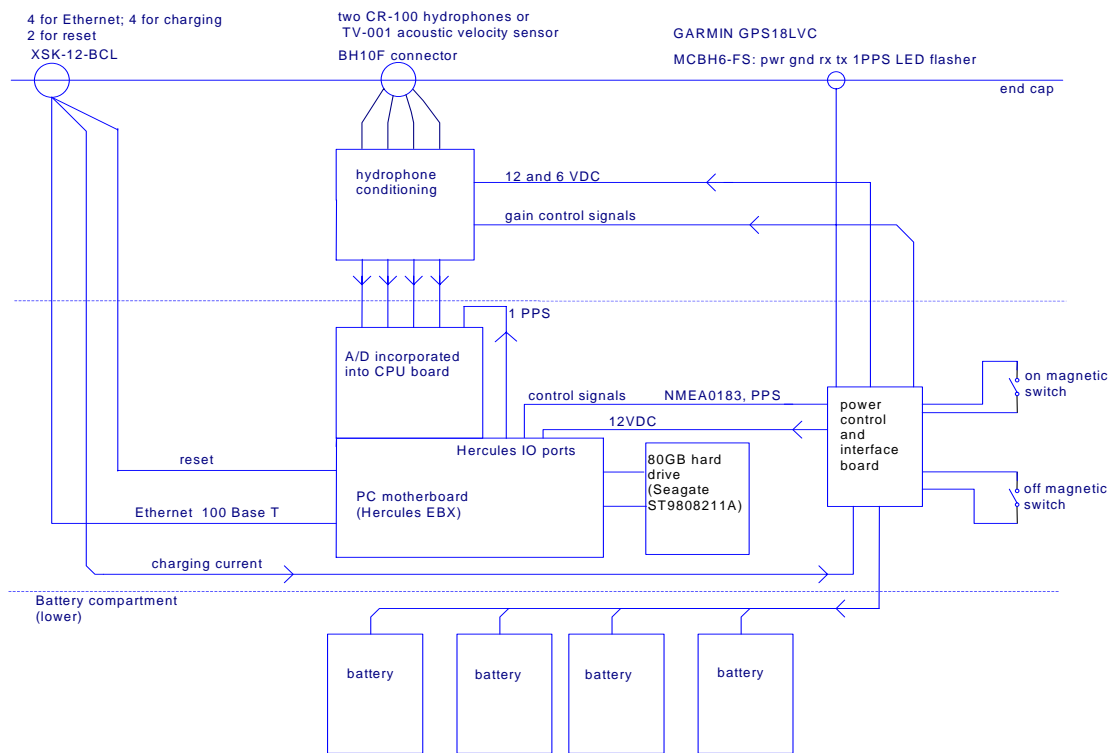 4 for Ethernet; 4 for charging
2 for reset
XSK-12-BCL
two CR-100 hydrophones or
TV-001 acoustic velocity sensor
BH10F connector
GARMIN GPS18LVC
MCBH6-FS: pwr gnd rx tx 1PPS LED flasher
end cap
hydrophone
conditioning
12 and 6 VDC
gain control signals
1 PPS
A/D incorporated
into CPU board
on magnetic
switch
control signals
NMEA0183, PPS
power
control
and
interface
board
12VDC
Hercules IO ports
reset
80GB hard
drive
(Seagate
ST9808211A)
PC motherboard
(Hercules EBX)
off magnetic
switch
Ethernet 100 Base T
charging current
Battery compartment
(lower)
battery
battery
battery
battery